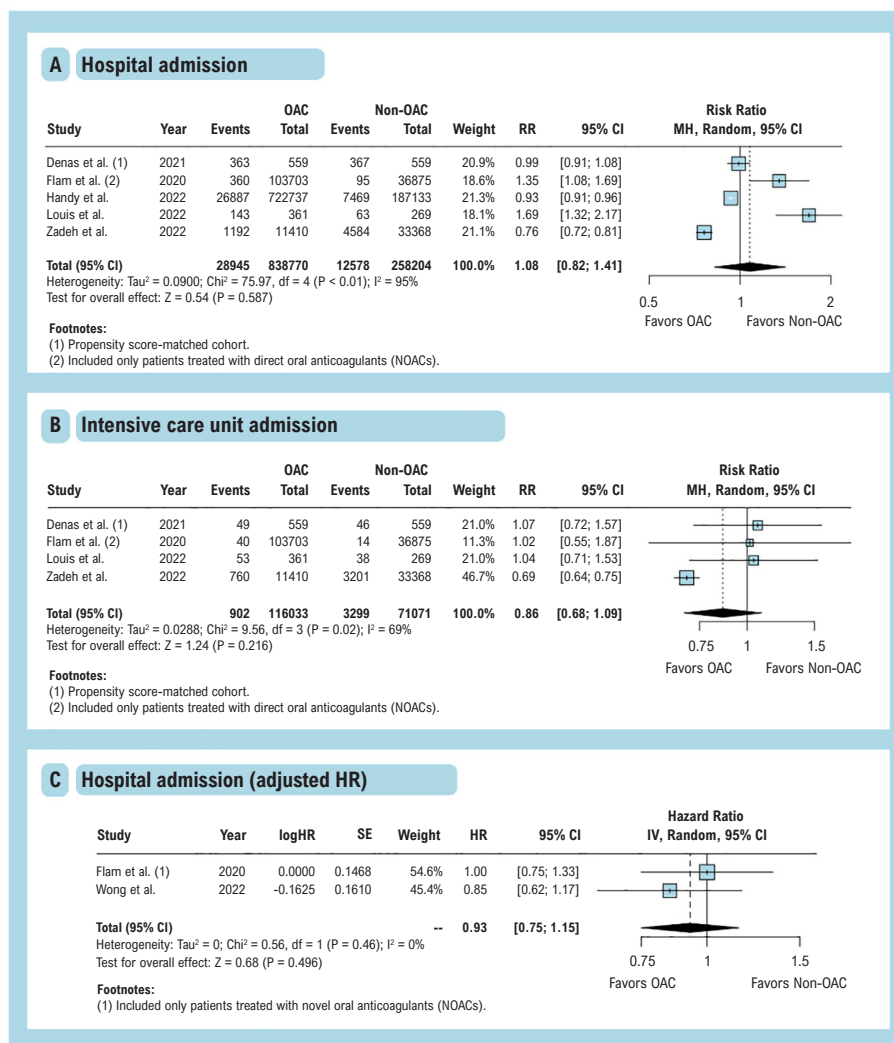 A Hospital admission
OAC Non-OAC Risk Ratio
Study Year Events Total Events Total Weight RR 95% CI MH, Random, 95% CI
Denas et al. (1) 2021 363 559 367 559 20.9% 0.99 [0.91; 1.08]
Flam et al. (2) 2020 360 103703 95 36875 18.6% 1.35 [1.08; 1.69]
Handy et al. 2022 26887 722737 7469 187133 21.3% 0.93 [0.91; 0.96]
Louis et al. 2022 143 361 63 269 18.1% 1.69 [1.32; 2.17]
Zadeh et al. 2022 1192 11410 4584 33368 21.1% 0.76 [0.72; 0.81]
Total (95% CI) 28945 838770 12578 258204 100.0% 1.08 [0.82; 1.41]
Heterogeneity: Tau² = 0.0900; Chi² = 75.97, df = 4 (P < 0.01); I² = 95%
Test for overall effect: Z = 0.54 (P = 0.587)
0.5 1 2
Favors OAC Favors Non-OAC
Footnotes:
(1) Propensity score-matched cohort.
(2) Included only patients treated with direct oral anticoagulants (NOACs).
B Intensive care unit admission
OAC Non-OAC Risk Ratio
Study Year Events Total Events Total Weight RR 95% CI MH, Random, 95% CI
Denas et al. (1) 2021 49 559 46 559 21.0% 1.07 [0.72; 1.57]
Flam et al. (2) 2020 40 103703 14 36875 11.3% 1.02 [0.55; 1.87]
Louis et al. 2022 53 361 38 269 21.0% 1.04 [0.71; 1.53]
Zadeh et al. 2022 760 11410 3201 33368 46.7% 0.69 [0.64; 0.75]
Total (95% CI) 902 116033 3299 71071 100.0% 0.86 [0.68; 1.09]
Heterogeneity: Tau² = 0.0288; Chi² = 9.56, df = 3 (P = 0.02); I² = 69%
Test for overall effect: Z = 1.24 (P = 0.216)
0.75 1 1.5
Favors OAC Favors Non-OAC
Footnotes:
(1) Propensity score-matched cohort.
(2) Included only patients treated with direct oral anticoagulants (NOACs).
C Hospital admission (adjusted HR)
Hazard Ratio
Study Year logHR SE Weight HR 95% CI IV, Random, 95% CI
Flam et al. (1) 2020 0.0000 0.1468 54.6% 1.00 [0.75; 1.33]
Wong et al. 2022 -0.1625 0.1610 45.4% 0.85 [0.62; 1.17]
Total (95% CI) -- 0.93 [0.75; 1.15]
Heterogeneity: Tau² = 0; Chi² = 0.56, df = 1 (P = 0.46); I² = 0%
Test for overall effect: Z = 0.68 (P = 0.496)
0.75 1 1.5
Favors OAC Favors Non-OAC
Footnotes:
(1) Included only patients treated with novel oral anticoagulants (NOACs).